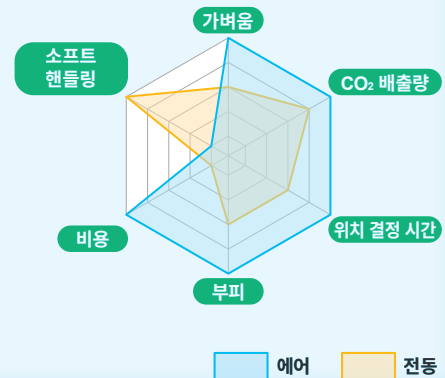 가벼움
소프트
핸들링
CO₂ 배출량
위치 결정 시간
비용
부피
에어
전동